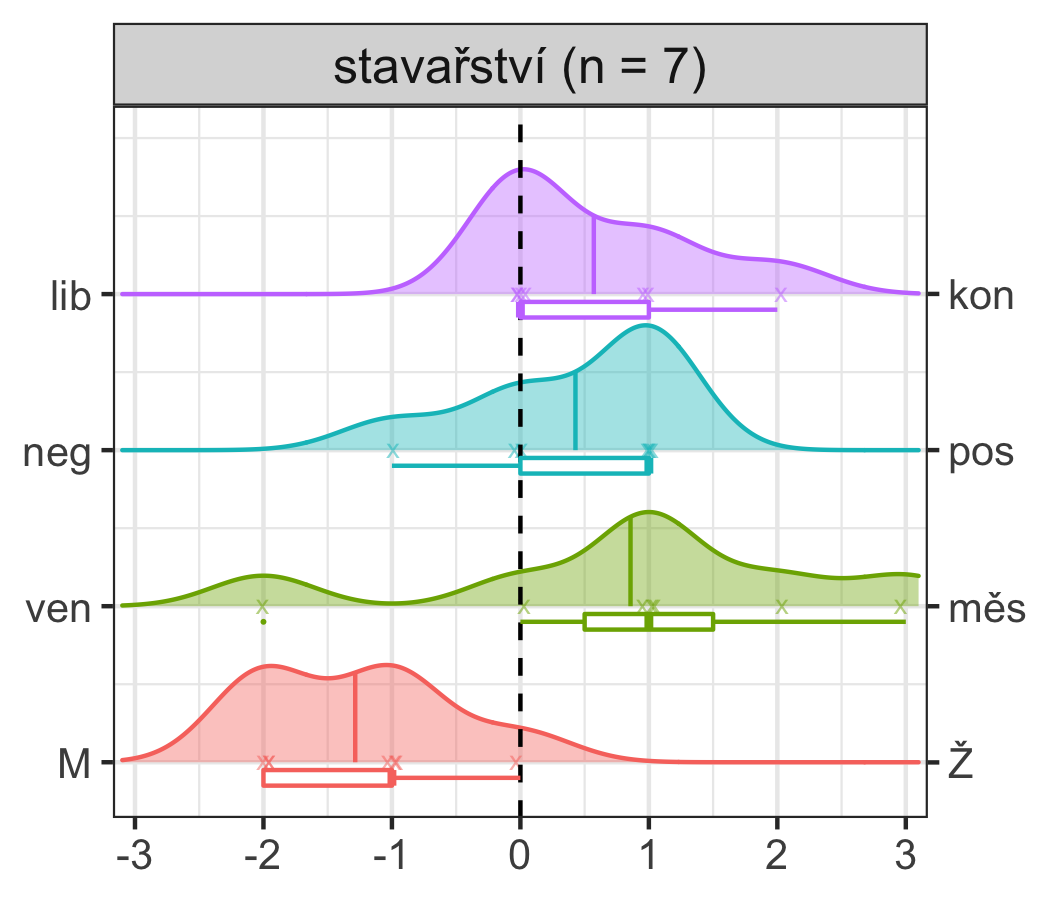 stavařství (n = 7)
lib kon
neg pos
ven měs
M Ž
-3 -2 -1 0 1 2 3